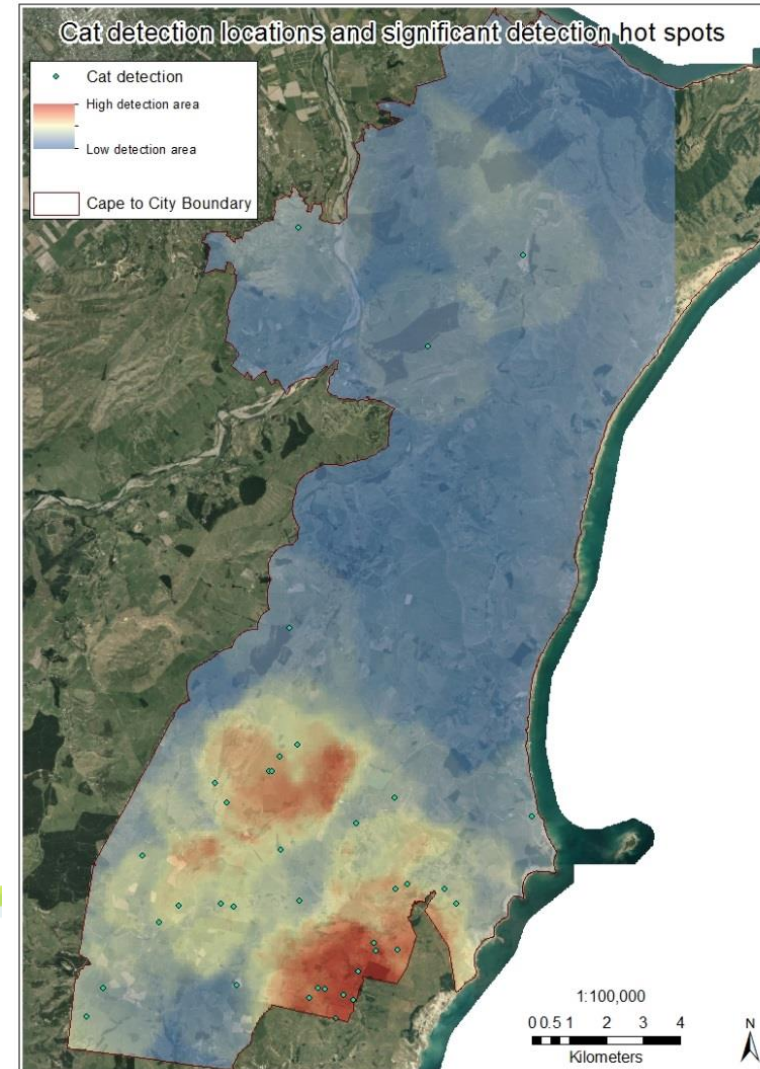 Cat detection locations and significant detection hot spots
Cat detection
High detection area
Low detection area
Cape to City Boundary
1:100,000
0 0.5 1 2 3 4
Kilometers
N